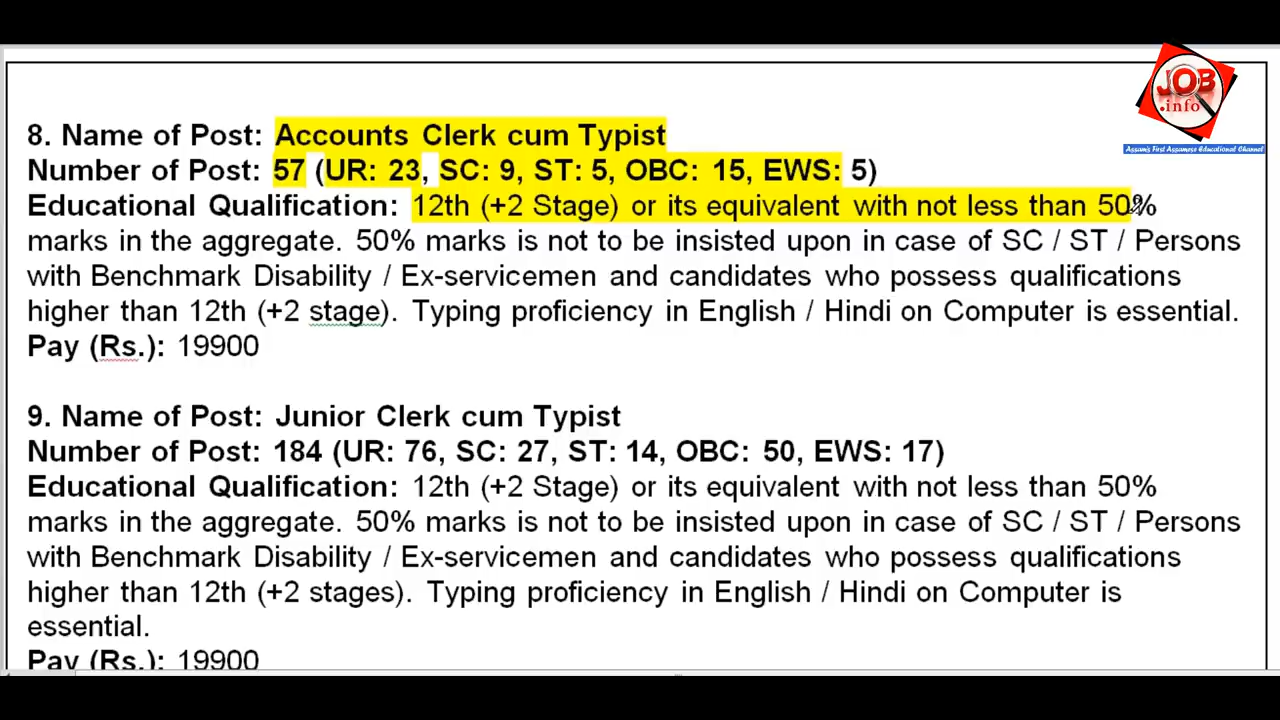 JOB
.info
Assam's First Assamese Educational Channel
8. Name of Post: Accounts Clerk cum Typist
Number of Post: 57 (UR: 23, SC: 9, ST: 5, OBC: 15, EWS: 5)
Educational Qualification: 12th (+2 Stage) or its equivalent with not less than 50%
marks in the aggregate. 50% marks is not to be insisted upon in case of SC / ST / Persons
with Benchmark Disability / Ex-servicemen and candidates who possess qualifications
higher than 12th (+2 stage). Typing proficiency in English / Hindi on Computer is essential.
Pay (Rs.): 19900
9. Name of Post: Junior Clerk cum Typist
Number of Post: 184 (UR: 76, SC: 27, ST: 14, OBC: 50, EWS: 17)
Educational Qualification: 12th (+2 Stage) or its equivalent with not less than 50%
marks in the aggregate. 50% marks is not to be insisted upon in case of SC / ST / Persons
with Benchmark Disability / Ex-servicemen and candidates who possess qualifications
higher than 12th (+2 stages). Typing proficiency in English / Hindi on Computer is
essential.
Pay (Rs.): 19900